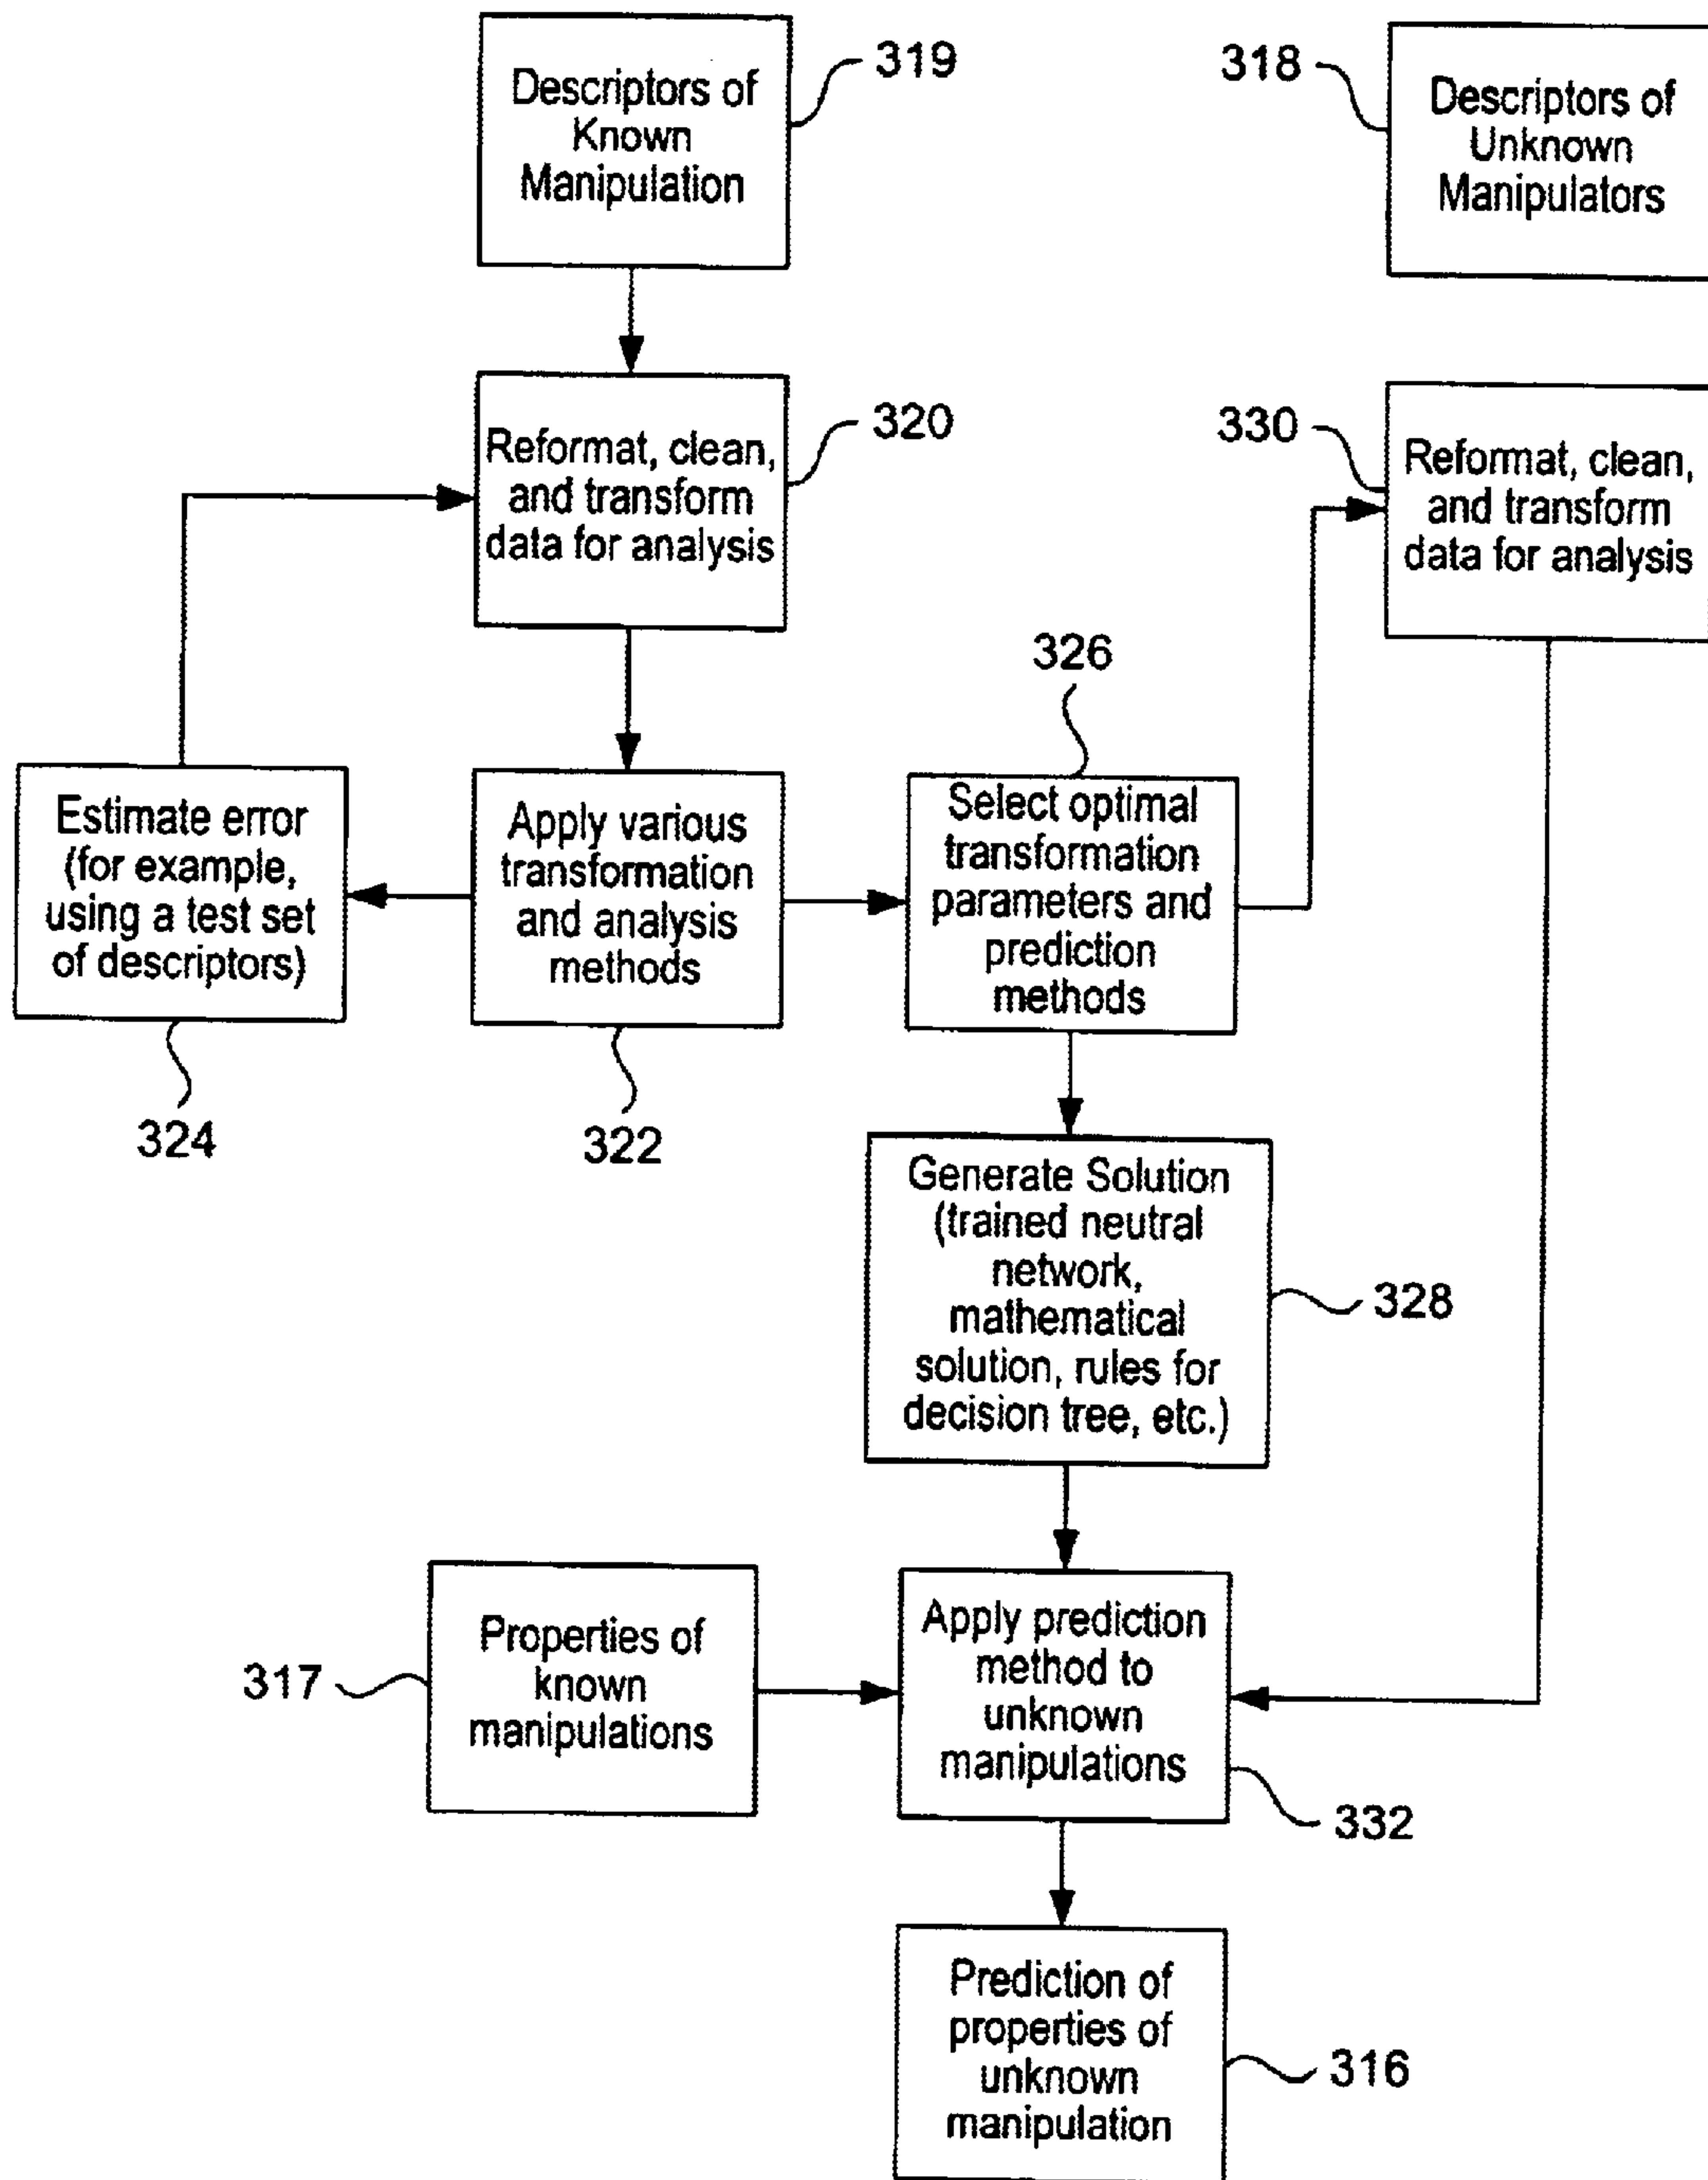 Descriptors of
Known
Manipulation
319
318
Descriptors of
Unknown
Manipulators
Reformat, clean,
and transform
data for analysis
320
330
Reformat, clean,
and transform
data for analysis
326
Estimate error
(for example,
using a test set
of descriptors)
324
Apply various
transformation
and analysis
methods
322
Select optimal
transformation
parameters and
prediction
methods
Generate Solution
(trained neutral
network,
mathematical
solution, rules for
decision tree, etc.)
328
317
Properties of
known
manipulations
Apply prediction
method to
unknown
manipulations
332
Prediction of
properties of
unknown
manipulation
316